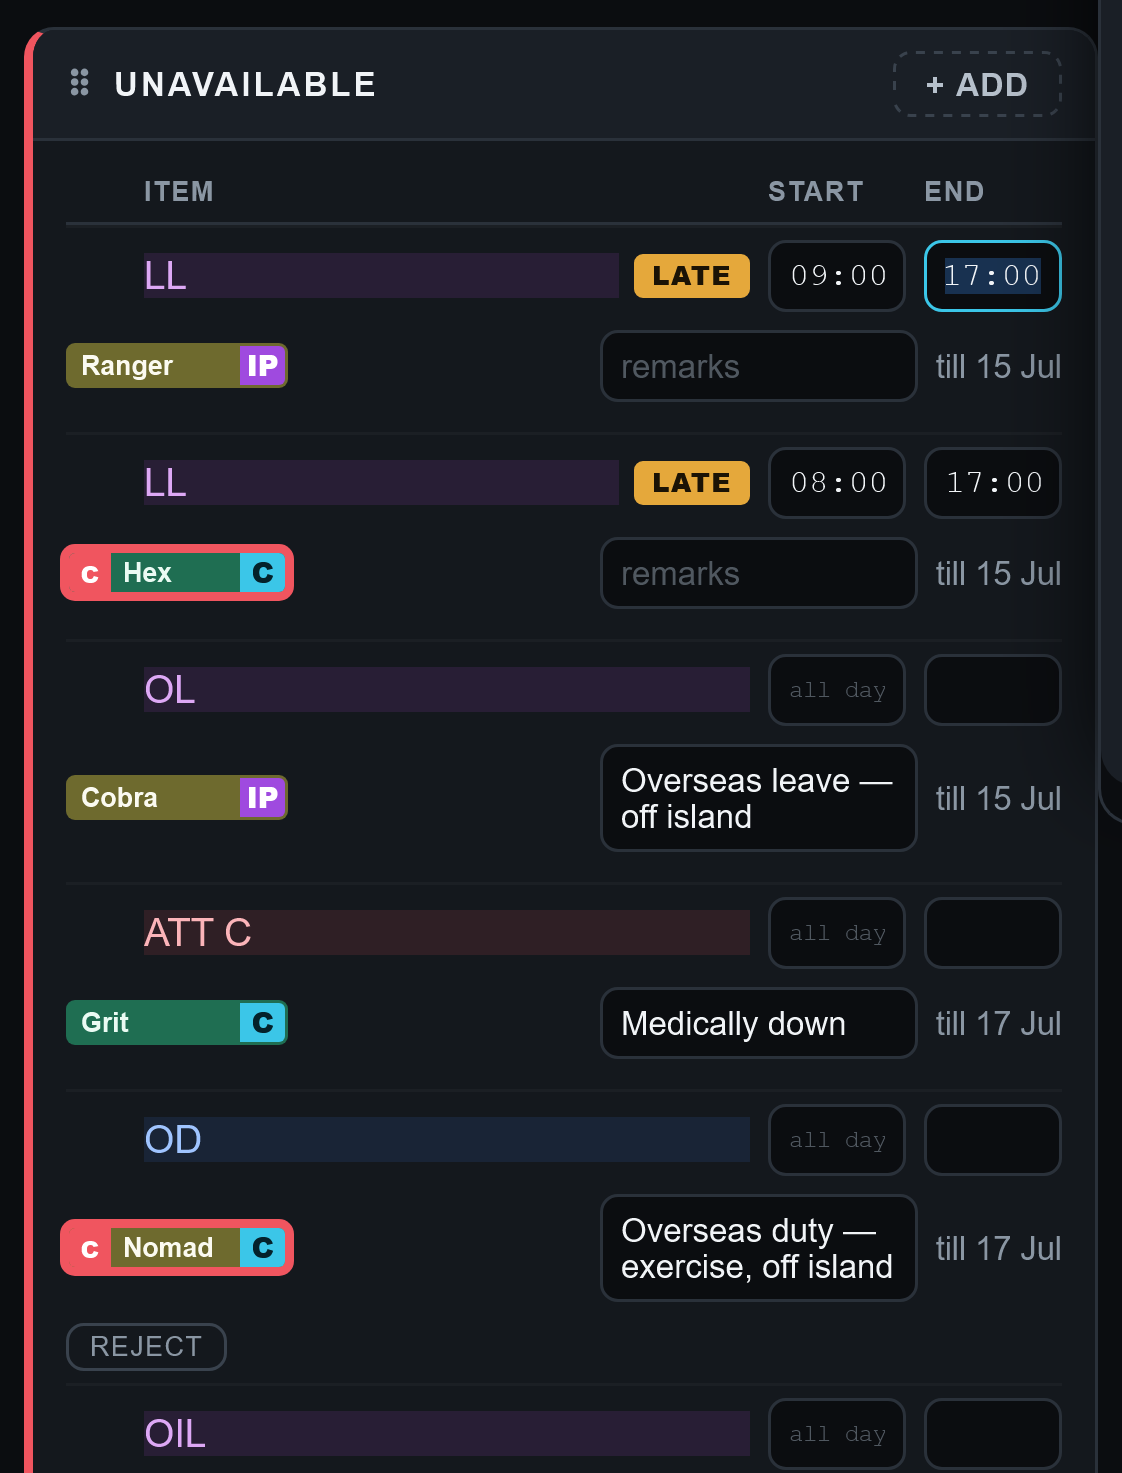 UNAVAILABLE
+ ADD
ITEM START END
LL LATE 09:00 17:00
Ranger IP remarks till 15 Jul
LL LATE 08:00 17:00
c Hex C remarks till 15 Jul
OL all day
Cobra IP Overseas leave —
off island till 15 Jul
ATT C all day
Grit C Medically down till 17 Jul
OD all day
c Nomad C Overseas duty —
exercise, off island till 17 Jul
REJECT
OIL all day